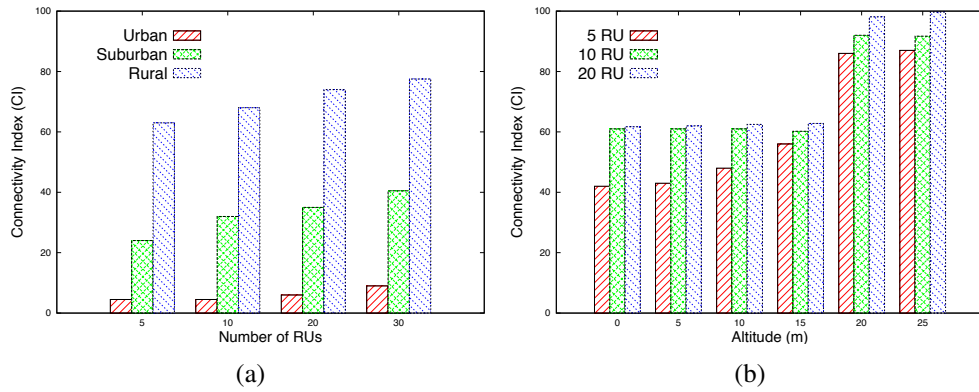 100
80
60
40
20
0
Connectivity Index (CI)
Urban
Suburban
Rural
5
10
20
30
Number of RUs
(a)
100
80
60
40
20
0
Connectivity Index (CI)
5 RU
10 RU
20 RU
0
5
10
15
20
25
Altitude (m)
(b)